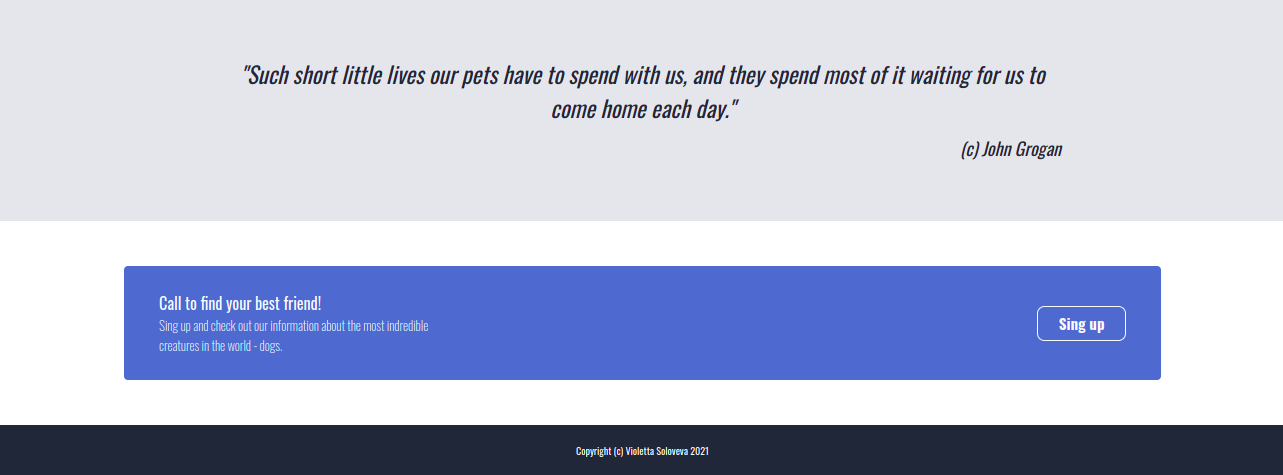 "Such short little lives our pets have to spend with us, and they spend most of it waiting for us to
come home each day."
(c) John Grogan
Call to find your best friend!
Sing up and check out our information about the most indredible
creatures in the world - dogs.
Sing up
Copyright (c) Violetta Soloveva 2021